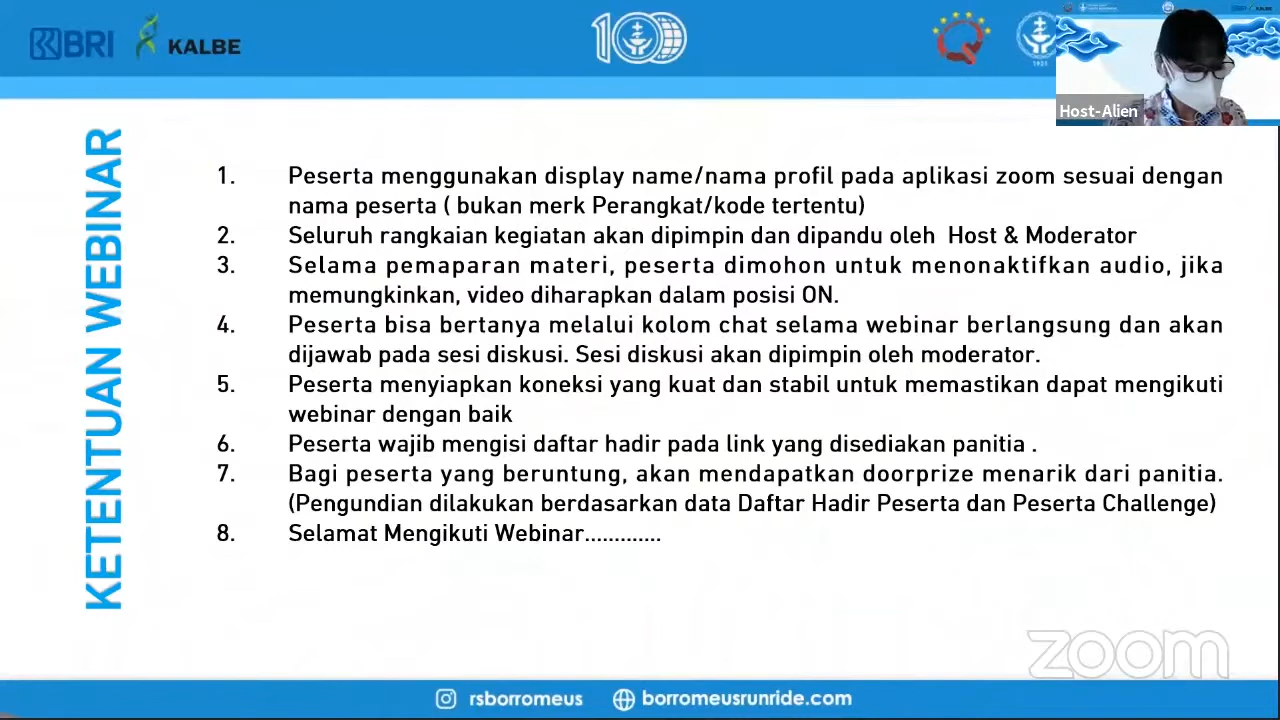 BRI
KALBE
100
1921
Host-Alien
KETENTUAN WEBINAR
1. Peserta menggunakan display name/nama profil pada aplikasi zoom sesuai dengan
nama peserta ( bukan merk Perangkat/kode tertentu)
2. Seluruh rangkaian kegiatan akan dipimpin dan dipandu oleh Host & Moderator
3. Selama pemaparan materi, peserta dimohon untuk menonaktifkan audio, jika
memungkinkan, video diharapkan dalam posisi ON.
4. Peserta bisa bertanya melalui kolom chat selama webinar berlangsung dan akan
dijawab pada sesi diskusi. Sesi diskusi akan dipimpin oleh moderator.
5. Peserta menyiapkan koneksi yang kuat dan stabil untuk memastikan dapat mengikuti
webinar dengan baik
6. Peserta wajib mengisi daftar hadir pada link yang disediakan panitia .
7. Bagi peserta yang beruntung, akan mendapatkan doorprize menarik dari panitia.
(Pengundian dilakukan berdasarkan data Daftar Hadir Peserta dan Peserta Challenge)
8. Selamat Mengikuti Webinar.............
zoom
rsborromeus
borromeusrunride.com